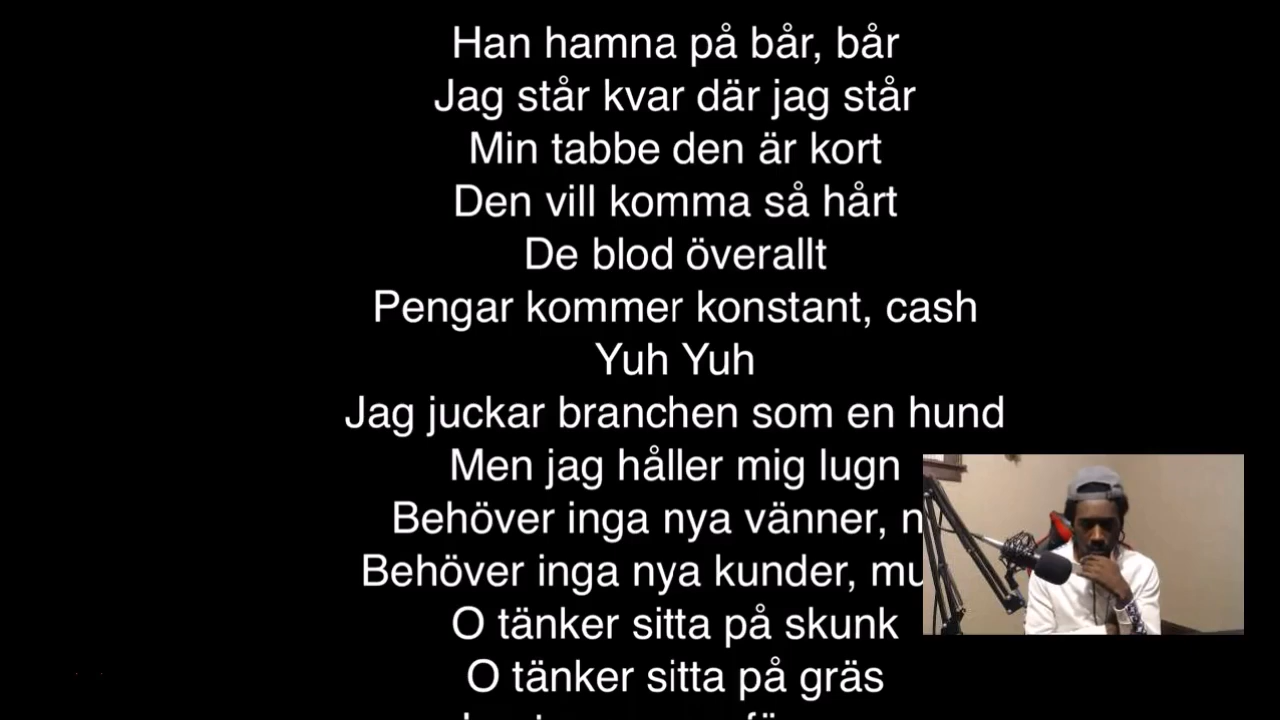 Han hamna på bår, bår
Jag står kvar där jag står
Min tabbe den är kort
Den vill komma så hårt
De blod överallt
Pengar kommer konstant, cash
Yuh Yuh
Jag juckar branchen som en hund
Men jag håller mig lugn
Behöver inga nya vänner,
Behöver inga nya kunder,
O tänker sitta på skunk
O tänker sitta på gräs